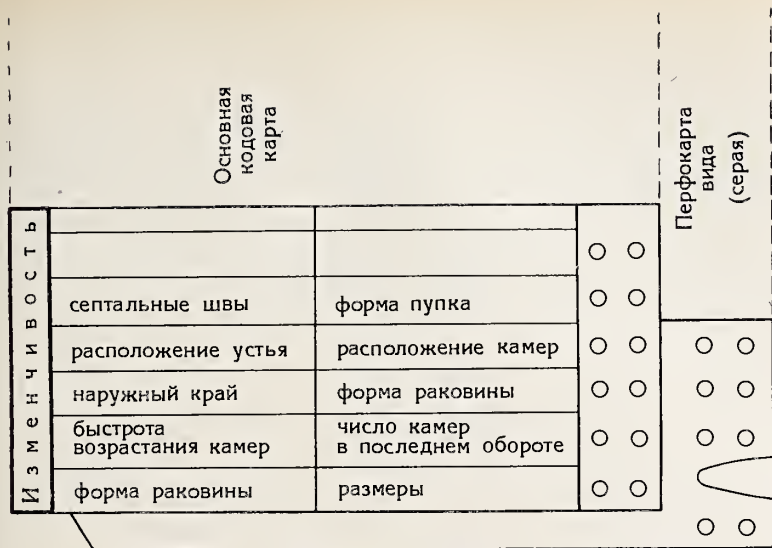 Основная
кодовая
карта
Перфокарта
вида
(серая)
Изменчивость
септальные швы форма пупка
расположение устья расположение камер
наружный край форма раковины
быстрота
возрастания камер
число камер
в последнем обороте
форма раковины размеры